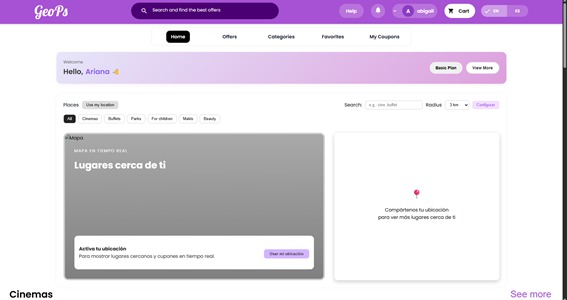 GeoPs
Search and find the best offers
Help
A abigail
Cart
EN
ES
Home
Offers
Categories
Favorites
My Coupons
Welcome
Hello, Ariana
Basic Plan
View More
Places
Use my location
Search:
e.g.: cine, buffet
Radius
3 km
Configurar
All
Cinemas
Buffets
Parks
For children
Malls
Beauty
Mapa
MAPA EN TIEMPO REAL
Lugares cerca de ti
Activa tu ubicación
Para mostrar lugares cercanos y cupones en tiempo real.
Usar mi ubicación
Compártenos tu ubicación
para ver más lugares cerca de ti
Cinemas
See more